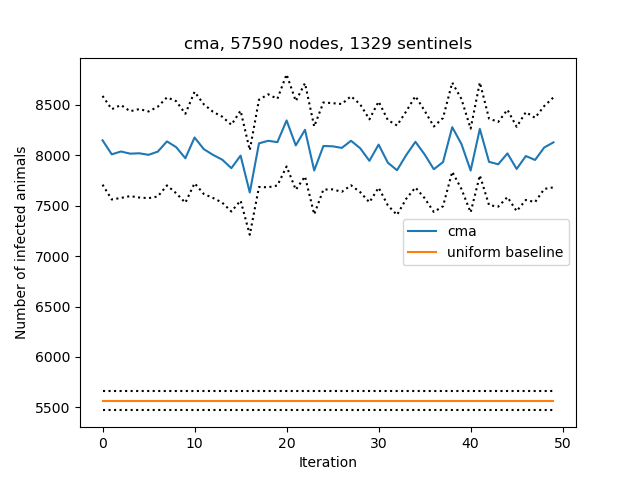 cma, 57590 nodes, 1329 sentinels
Number of infected animals
8500
8000
7500
7000
6500
6000
5500
cma
uniform baseline
0 10 20 30 40 50
Iteration